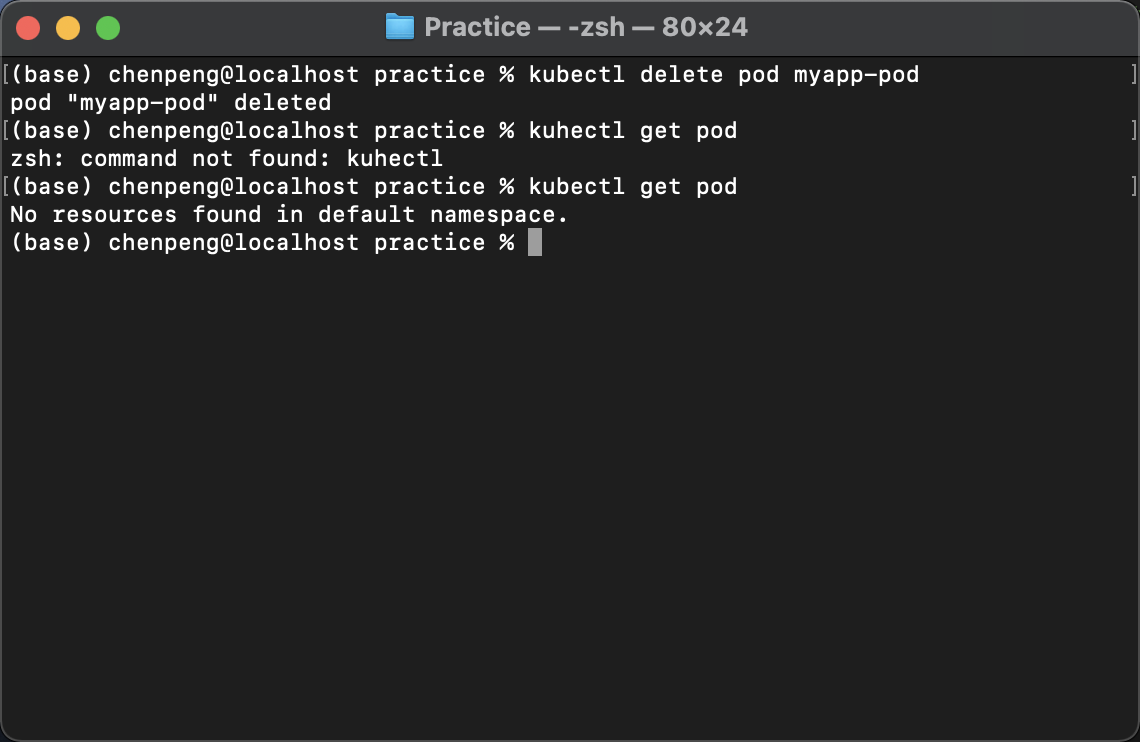 Practice — -zsh — 80×24
[(base) chenpeng@localhost practice % kubectl delete pod myapp-pod ]
pod "myapp-pod" deleted
[(base) chenpeng@localhost practice % kuhectl get pod ]
zsh: command not found: kuhectl
[(base) chenpeng@localhost practice % kubectl get pod ]
No resources found in default namespace.
(base) chenpeng@localhost practice %